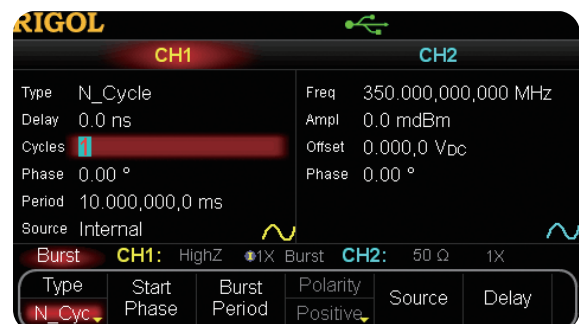 RIGOL
CH1
CH2
Type N_Cycle
Delay 0.0 ns
Cycles 1
Phase 0.00 °
Period 10.000,000,0 ms
Source Internal
Freq 350.000,000,000 MHz
Ampl 0.0 mdBm
Offset 0.000,0 VDC
Phase 0.00 °
Burst CH1: HighZ 1X Burst CH2: 50 Ω 1X
Type N_Cyc
Start Phase
Burst Period
Polarity Positive
Source
Delay